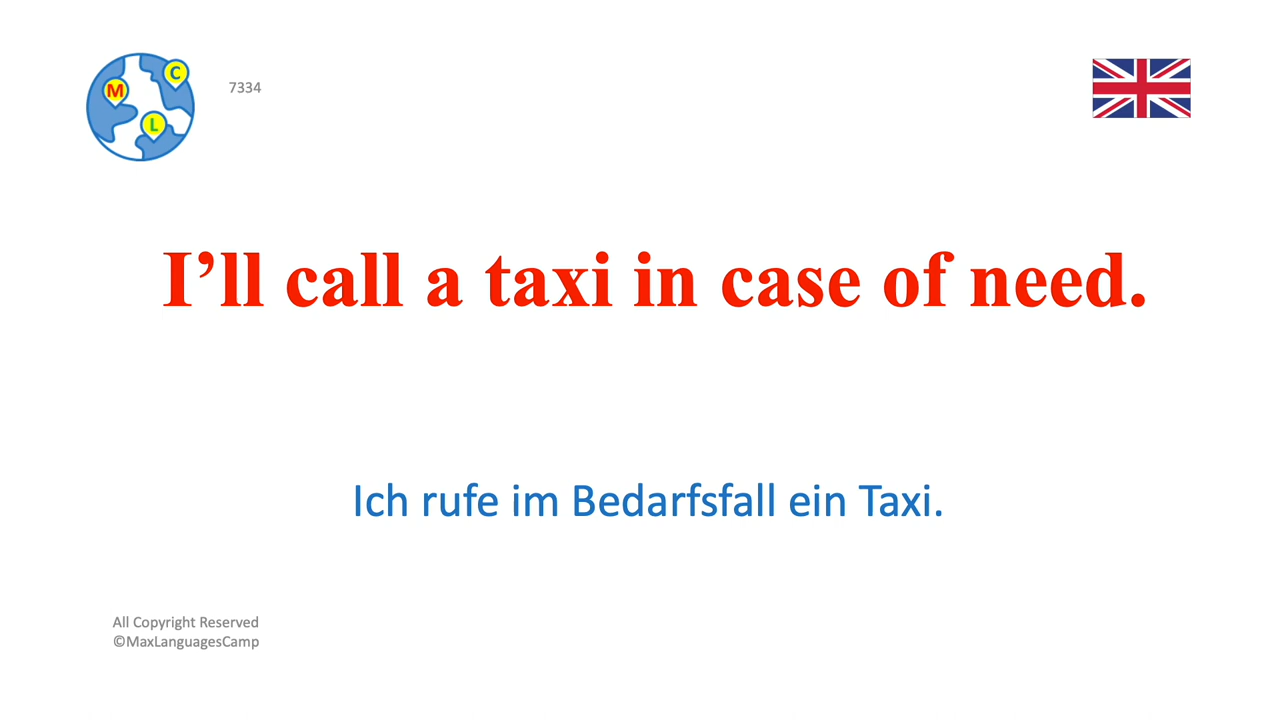 M
C
L
7334
I’ll call a taxi in case of need.
Ich rufe im Bedarfsfall ein Taxi.
All Copyright Reserved
©MaxLanguagesCamp